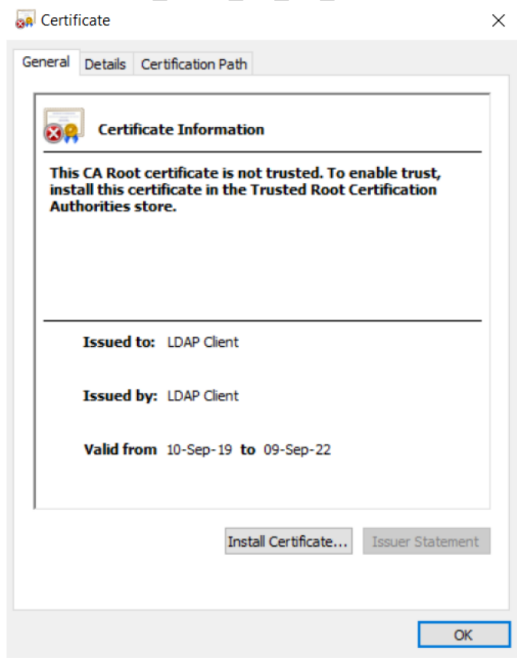 Certificate
General Details Certification Path
Certificate Information
This CA Root certificate is not trusted. To enable trust,
install this certificate in the Trusted Root Certification
Authorities store.
Issued to: LDAP Client
Issued by: LDAP Client
Valid from 10-Sep-19 to 09-Sep-22
Install Certificate... Issuer Statement
OK